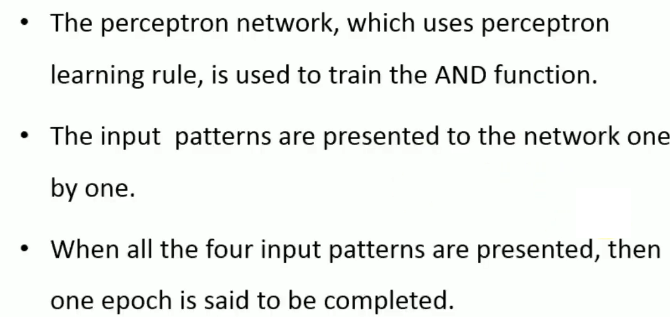 • The perceptron network, which uses perceptron
learning rule, is used to train the AND function.
• The input patterns are presented to the network one
by one.
• When all the four input patterns are presented, then
one epoch is said to be completed.